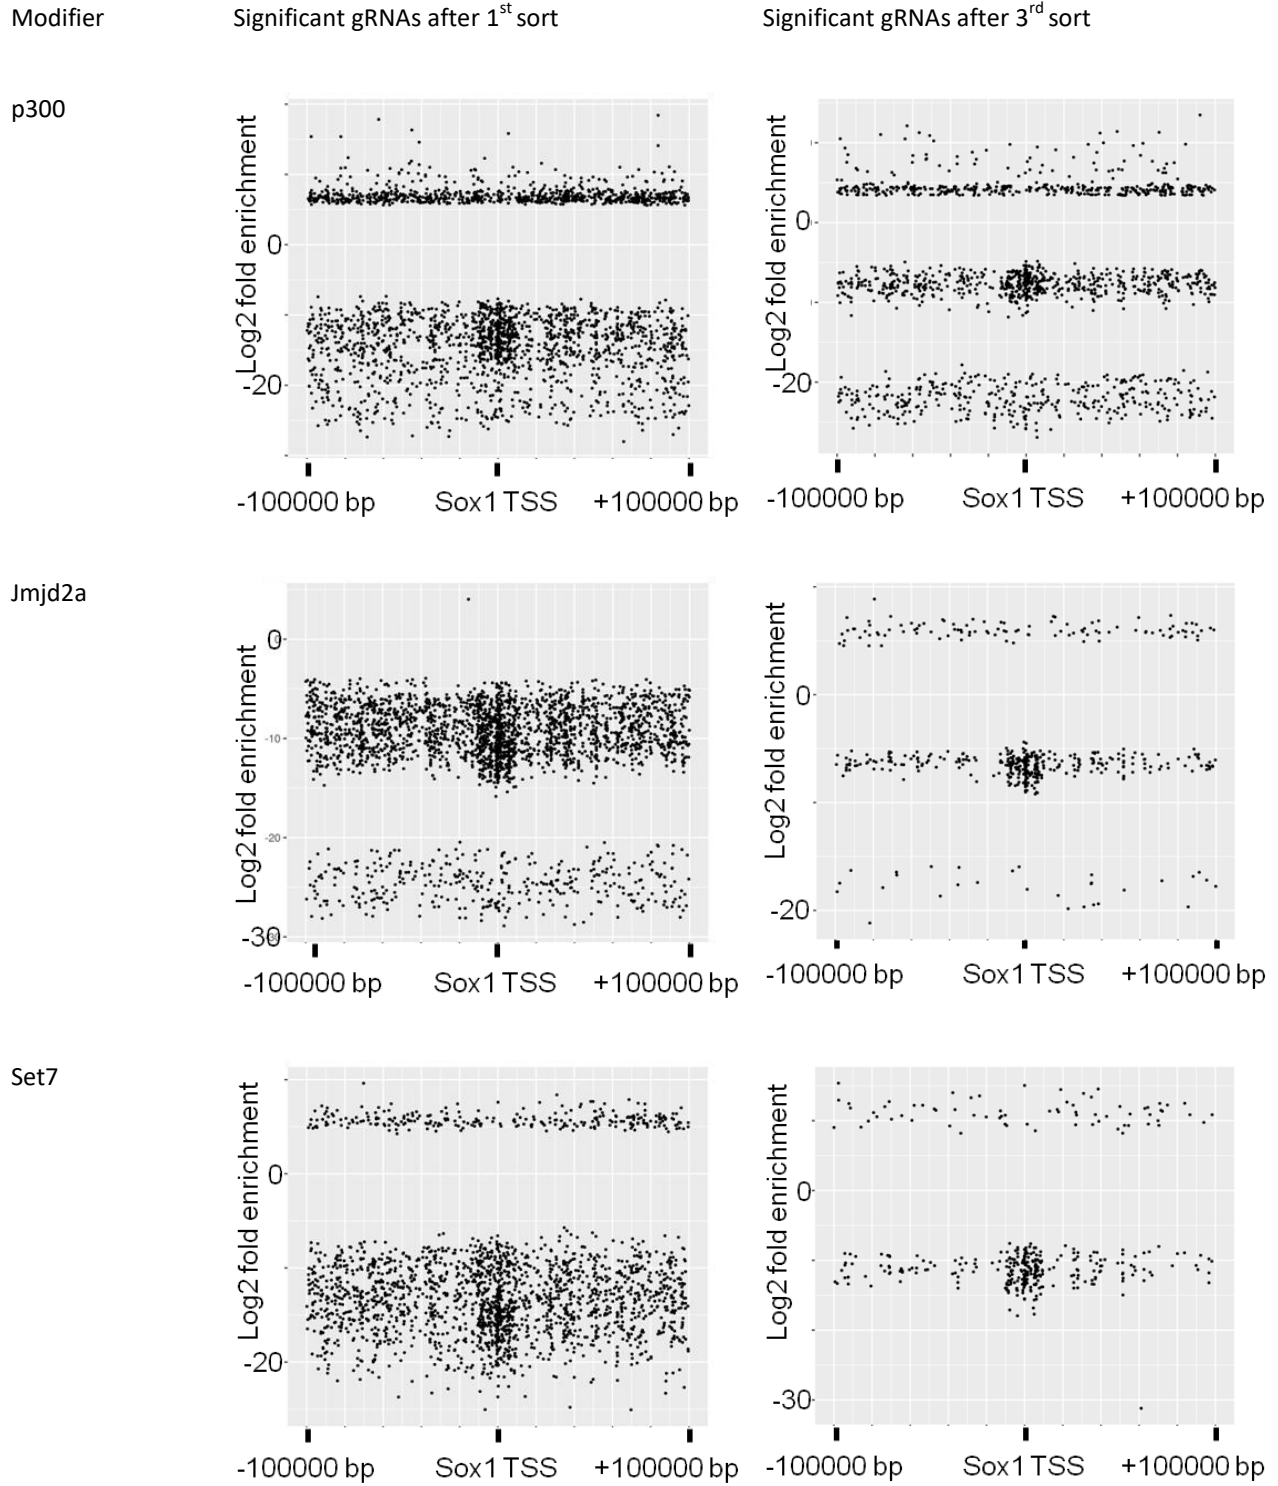 Modifier Significant gRNAs after 1st sort Significant gRNAs after 3rd sort
p300
Log2 fold enrichment
0
-20
-100000 bp Sox1 TSS +100000 bp
Log2 fold enrichment
0
-20
-100000 bp Sox1 TSS +100000 bp
Jmjd2a
Log2 fold enrichment
0
-10
-20
-30
-100000 bp Sox1 TSS +100000 bp
Log2 fold enrichment
0
-20
-100000 bp Sox1 TSS +100000 bp
Set7
Log2 fold enrichment
0
-20
-100000 bp Sox1 TSS +100000 bp
Log2 fold enrichment
0
-30
-100000 bp Sox1 TSS +100000 bp